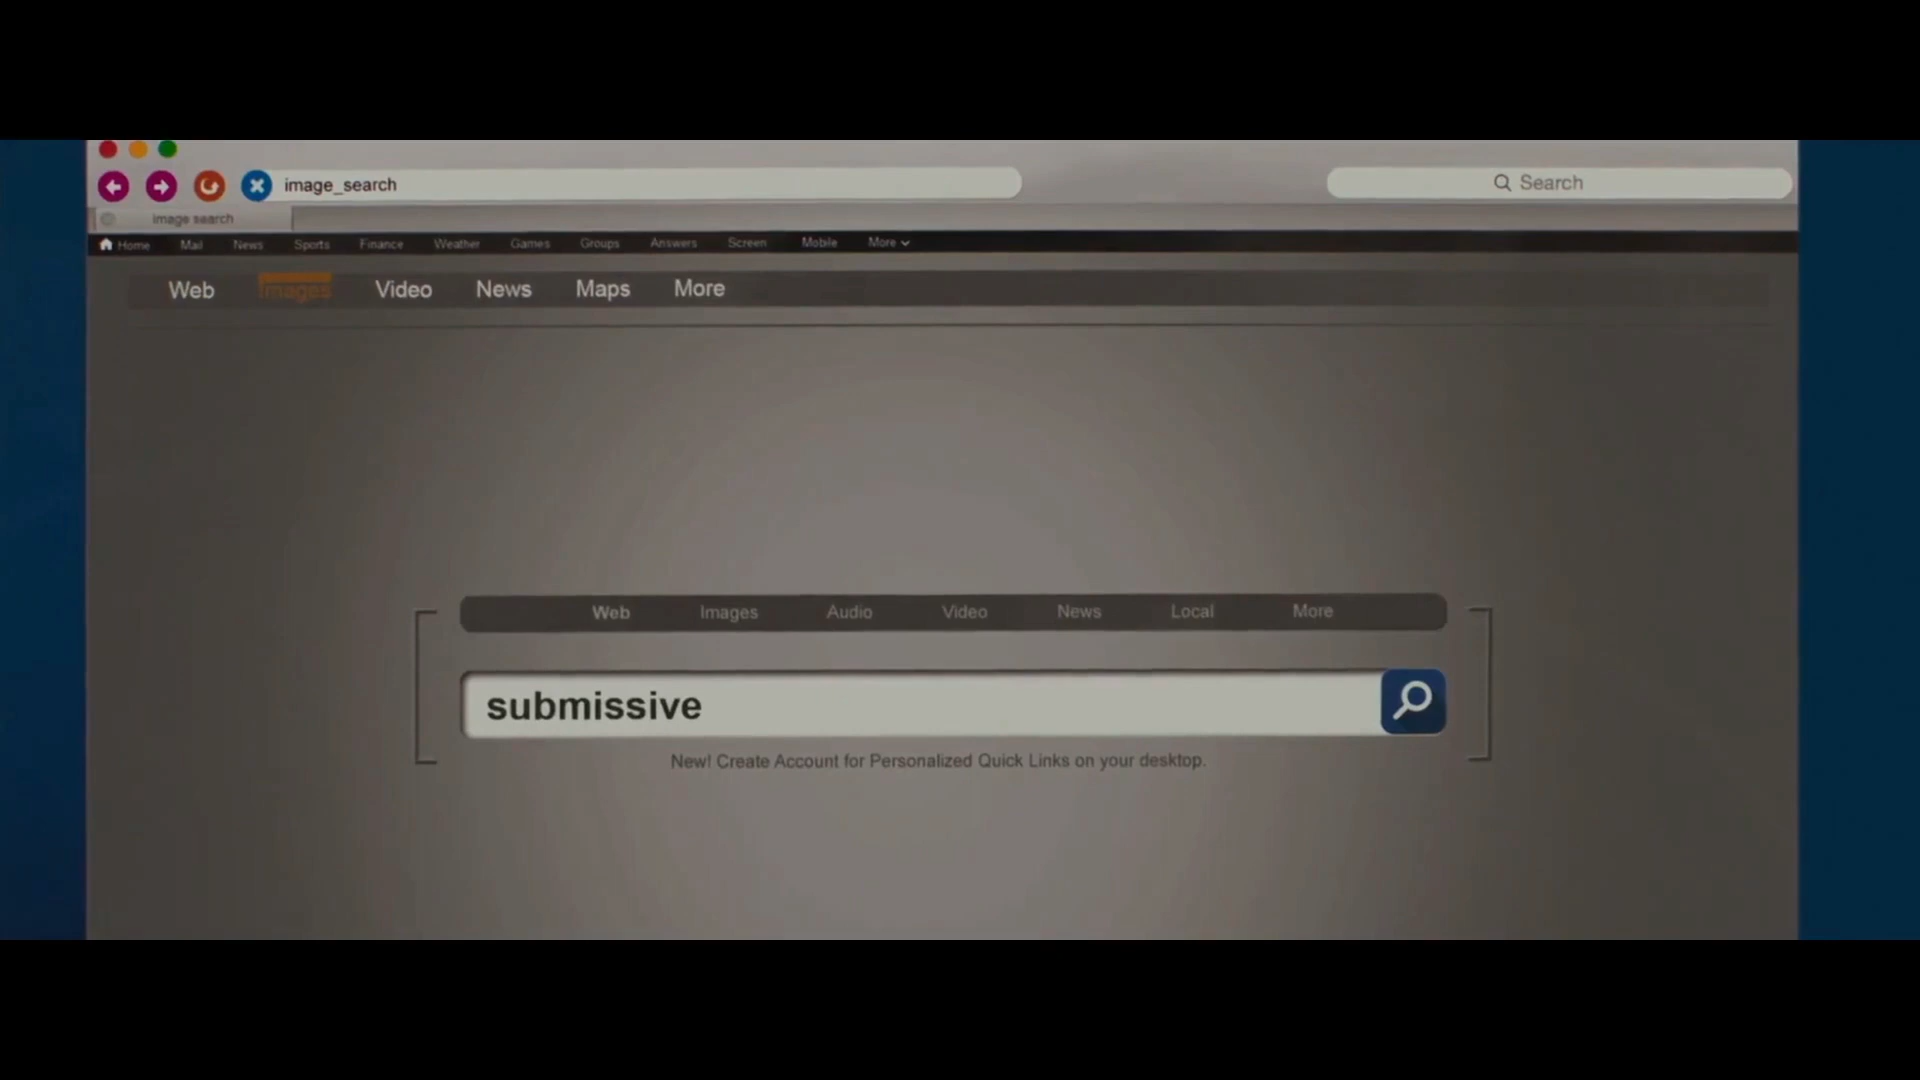 image_search
Search
image search
Home Mail News Sports Finance Weather Games Groups Answers Screen Mobile More
Web Images Video News Maps More
Web Images Audio Video News Local More
submissive
New! Create Account for Personalized Quick Links on your desktop.